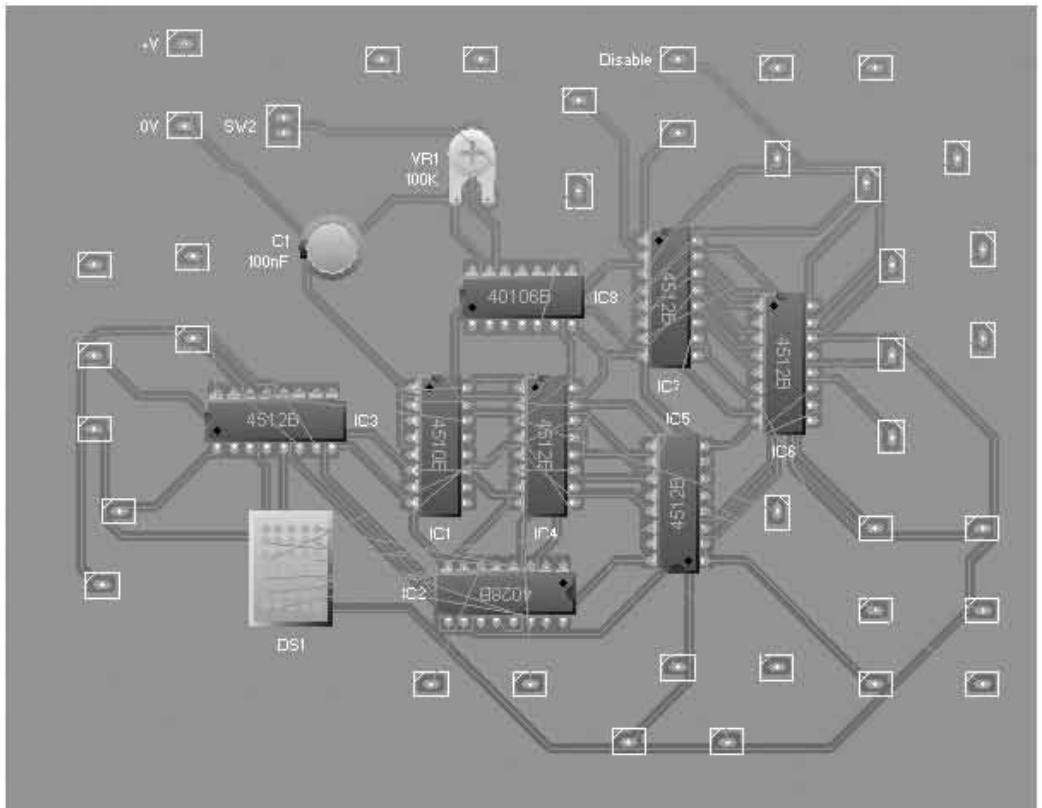 +V
Disable
0V
SW2
VR1
100K
C1
100nF
40106B
IC8
4512B
IC7
4512B
IC6
4512B
IC3
4510E
IC1
4512E
IC4
IC5
4512B
IC2
4028B
DS1